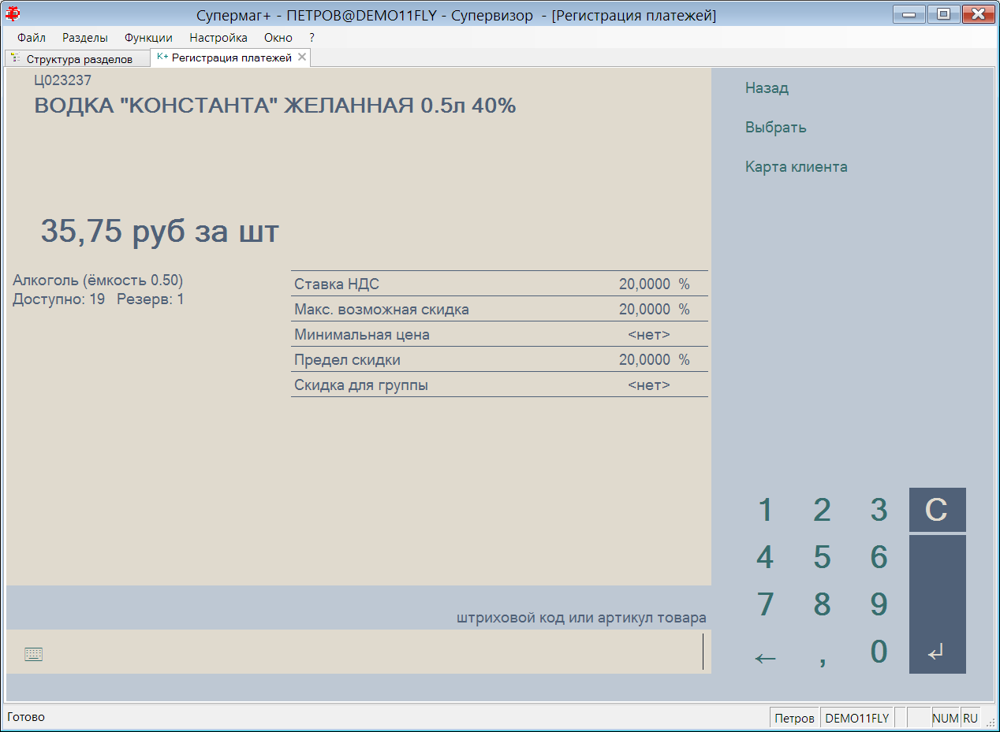 Супермаг+ - ПЕТРОВ@DEMO11FLY - Супервизор - [Регистрация платежей]
Файл Разделы Функции Настройка Окно ?
Структура разделов K+ Регистрация платежей
Ц023237
ВОДКА "КОНСТАНТА" ЖЕЛАННАЯ 0.5л 40%
35,75 руб за шт
Алкоголь (ёмкость 0.50)
Доступно: 19 Резерв: 1
Ставка НДС 20,0000 %
Макс. возможная скидка 20,0000 %
Минимальная цена <нет>
Предел скидки 20,0000 %
Скидка для группы <нет>
Назад
Выбрать
Карта клиента
штриховой код или артикул товара
1 2 3 C
4 5 6
7 8 9
← , 0 ↵
Готово Петров DEMO11FLY NUM RU